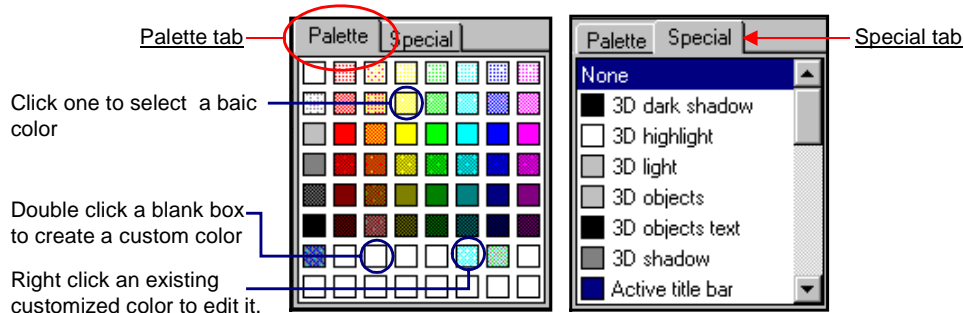 Palette tab
Palette Special
Click one to select a baic
color
Double click a blank box
to create a custom color
Right click an existing
customized color to edit it.
Palette Special
Special tab
None
3D dark shadow
3D highlight
3D light
3D objects
3D objects text
3D shadow
Active title bar